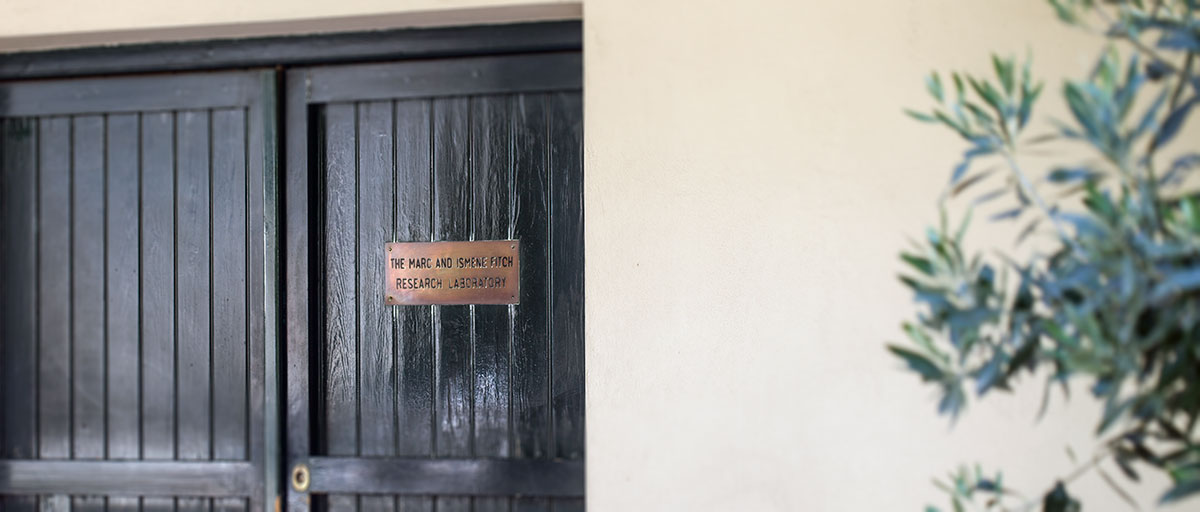 THE MARC AND ISMENE FITCH
RESEARCH LABORATORY